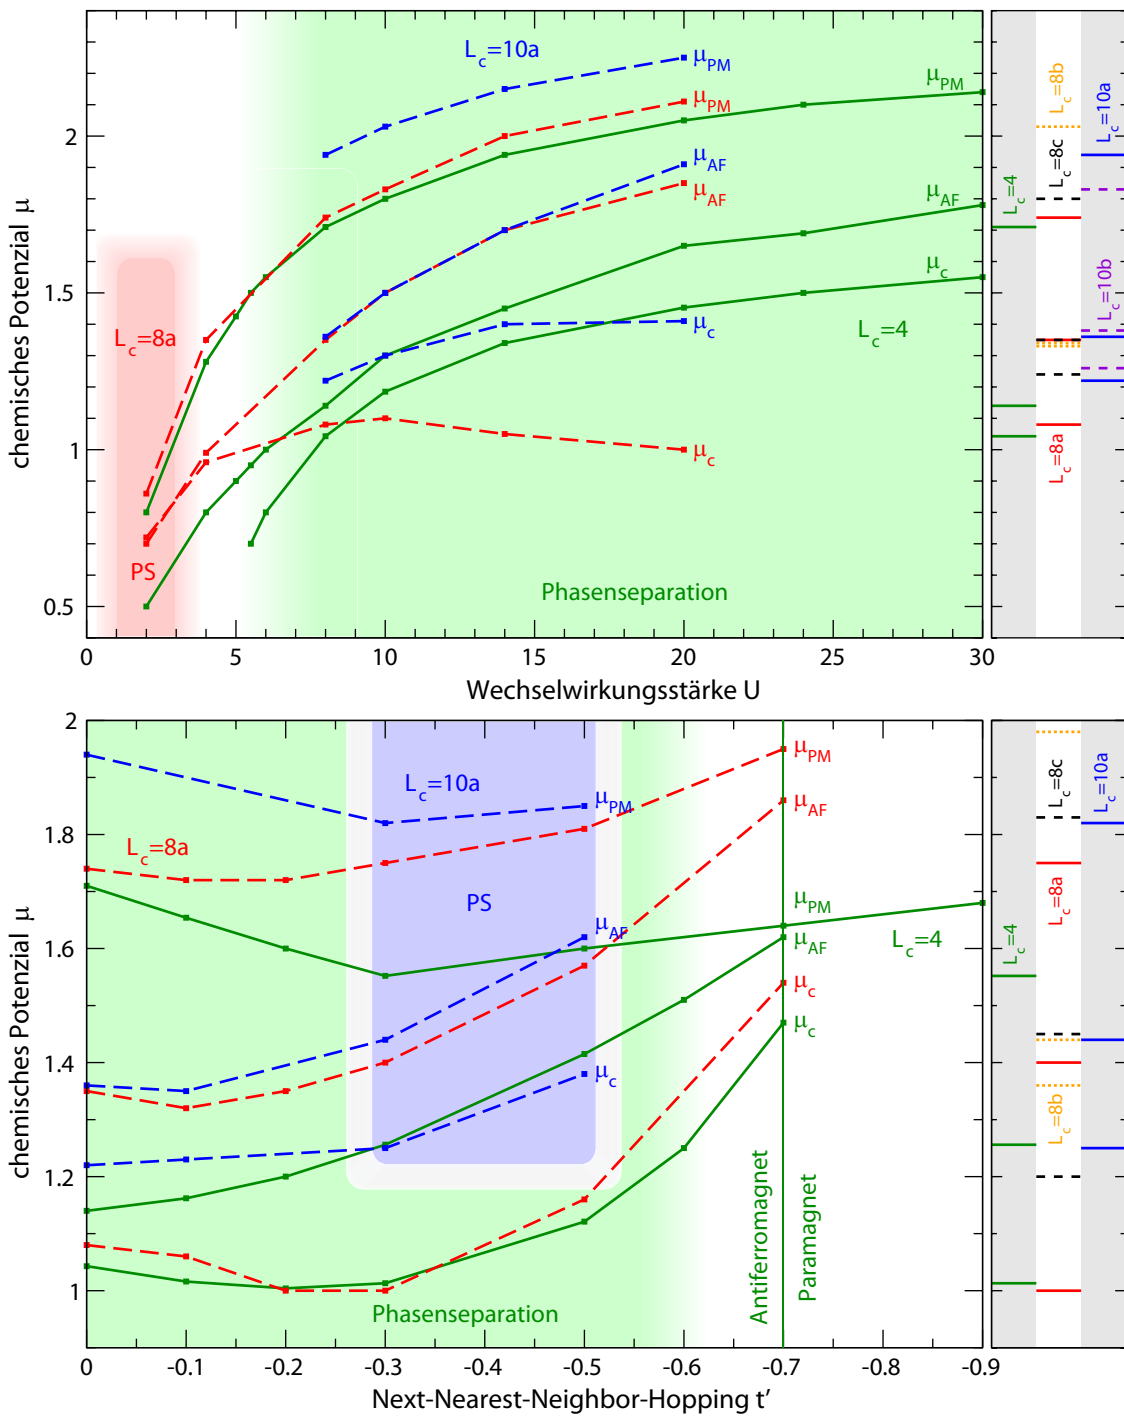 L_c=10a
μ_PM
μ_PM
μ_PM
μ_AF
μ_AF
μ_AF
μ_c
μ_c
μ_c
L_c=8a
L_c=4
PS
Phasenseparation
chemisches Potenzial μ
2
1.5
1
0.5
0 5 10 15 20 25 30
Wechselwirkungsstärke U
L_c=4
L_c=8b
L_c=8c
L_c=8a
L_c=10a
L_c=10b
2
1.8
1.6
1.4
1.2
1
chemisches Potenzial μ
L_c=10a
L_c=8a
PS
μ_PM
μ_AF
μ_c
μ_PM
μ_AF
μ_PM
μ_AF
L_c=4
μ_c
μ_c
Antiferromagnet
Paramagnet
Phasenseparation
0 -0.1 -0.2 -0.3 -0.4 -0.5 -0.6 -0.7 -0.8 -0.9
Next-Nearest-Neighbor-Hopping t’
L_c=4
L_c=8c
L_c=8a
L_c=8b
L_c=10a